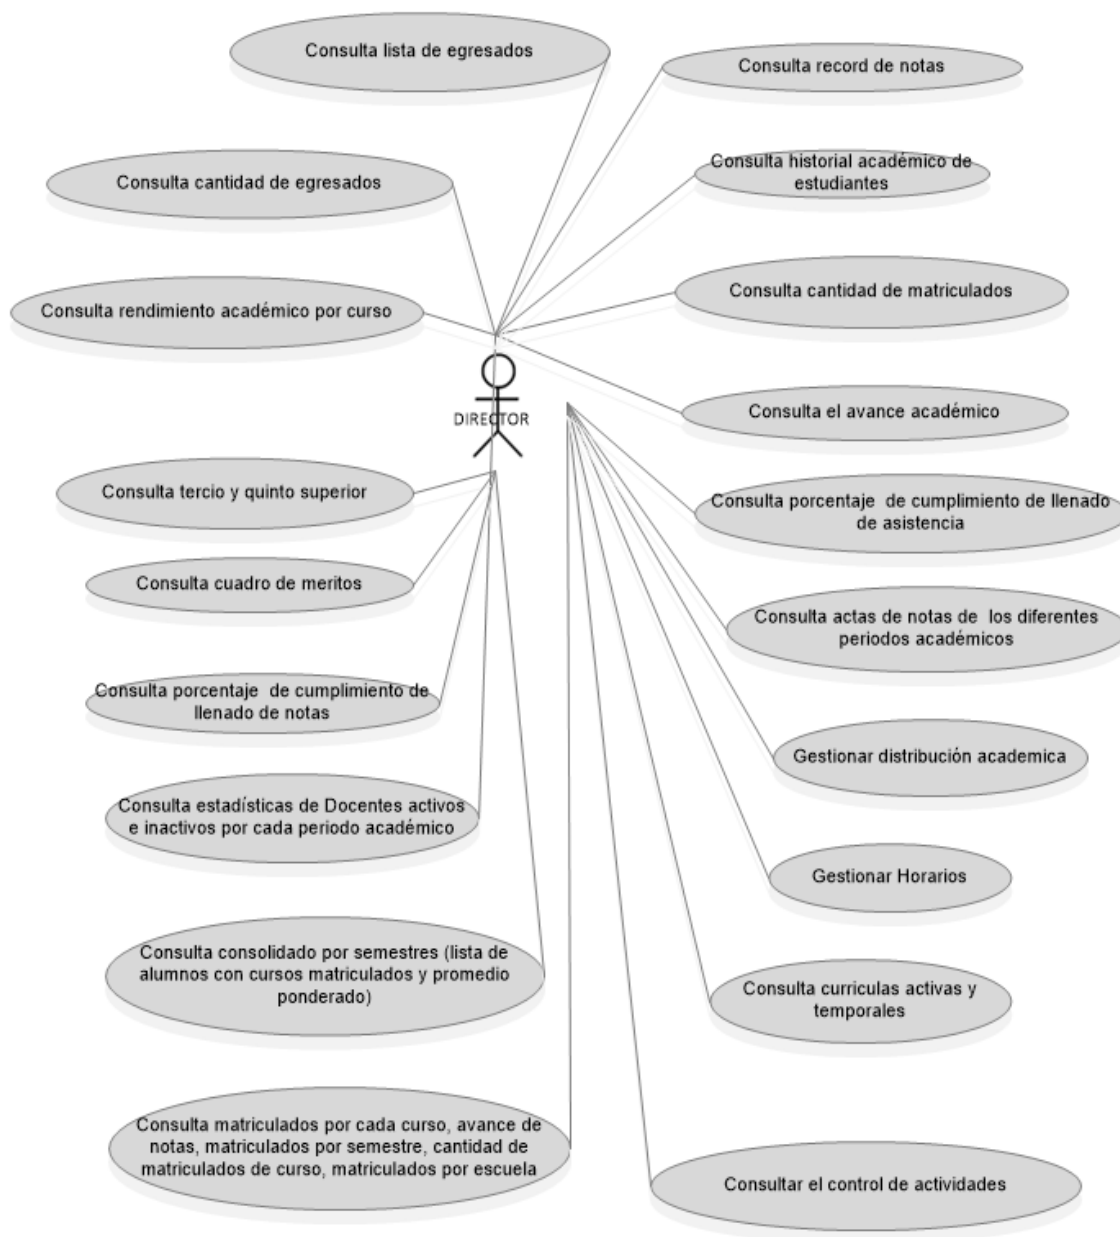 Consulta lista de egresados
Consulta record de notas
Consulta historial académico de
estudiantes
Consulta cantidad de egresados
Consulta cantidad de matriculados
Consulta rendimiento académico por curso
Consulta el avance académico
DIRECTOR
Consulta tercio y quinto superior
Consulta porcentaje  de cumplimiento de llenado
de asistencia
Consulta cuadro de meritos
Consulta actas de notas de  los diferentes
periodos académicos
Consulta porcentaje  de cumplimiento de
llenado de notas
Gestionar distribución academica
Consulta estadísticas de Docentes activos
e inactivos por cada periodo académico
Gestionar Horarios
Consulta consolidado por semestres (lista de
alumnos con cursos matriculados y promedio
ponderado)
Consulta curriculas activas y
temporales
Consulta matriculados por cada curso, avance de
notas, matriculados por semestre, cantidad de
matriculados de curso, matriculados por escuela
Consultar el control de actividades